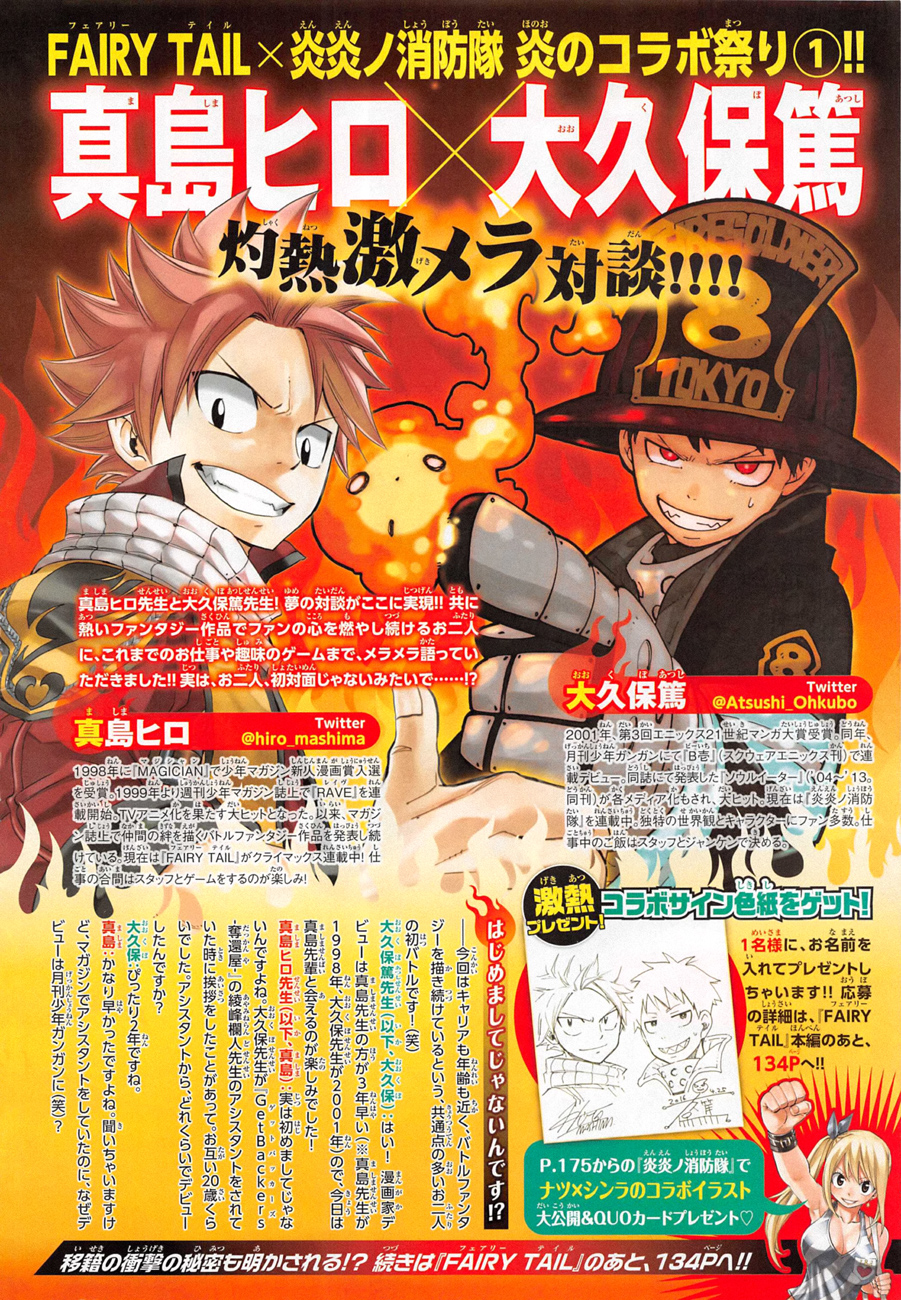 FAIRY TAIL×炎炎ノ消防隊 炎のコラボ祭り①!!
真島ヒロ×大久保篤
灼熱激メラ対談!!!!
FIRESOLDIER
8
TOKYO
8
真島ヒロ先生と大久保篤先生! 夢の対談がここに実現!! 共に
熱いファンタジー作品でファンの心を燃やし続けるお二人
に、これまでのお仕事や趣味のゲームまで、メラメラ語ってい
ただきました!! 実は、お二人、初対面じゃないみたいで……!?
真島ヒロ
Twitter
@hiro_mashima
1998年に『MAGICIAN』で少年マガジン新人漫画賞入選
を受賞。1999年より週刊少年マガジン誌上で『RAVE』を連
載開始、TVアニメ化を果たす大ヒットとなった。以来、マガジ
ン誌上で仲間の絆を描くバトルファンタジー作品を発表し続
けている。現在は『FAIRY TAIL』がクライマックス連載中! 仕
事の合間はスタッフとゲームをするのが楽しみ!
大久保篤
Twitter
@Atsushi_Ohkubo
2001年、第3回エニックス21世紀マンガ大賞受賞。同年、
月刊少年ガンガンにて『B壱』(スクウェアエニックス刊)で連
載デビュー。同誌にて発表した『ソウルイーター』('04〜'13。
同刊)が各メディア化もされ、大ヒット。現在は『炎炎ノ消防
隊』を連載中。独特の世界観とキャラクターにファン多数。仕
事中のご飯はスタッフとジャンケンで決める。
激熱
プレゼント!
コラボサイン色紙をゲット!
1名様に、お名前を
入れてプレゼントし
ちゃいます!! 応募
の詳細は、『FAIRY
TAIL』本編のあと、
134Pへ!!
2016 4.25
P.175からの『炎炎ノ消防隊』で
ナツ×シンラのコラボイラスト
大公開&QUOカードプレゼント♡
はじめましてじゃないんです!?
──今回はキャリアも年齢も近く、バトルファンタ
ジーを描き続けているという、共通点の多いお二人
の初バトルです!(笑)
大久保篤先生(以下、大久保):はい! 漫画家デ
ビューは真島先生の方が3年早い(※真島先生が
1998年、大久保先生が2001年)ので、今日は
真島先輩と会えるのが楽しみでした!
真島ヒロ先生(以下、真島):実は初めましてじゃな
いんですよね。大久保先生が『GetBackers
-奪還屋-』の綾峰欄人先生のアシスタントをされて
いた時に挨拶をしたことがあって。お互い20歳くら
いでした。アシスタントから、どれくらいでデビュー
したんですか?
大久保:ぴったり2年ですね。
真島:かなり早かったですよね。聞いちゃいますけ
ど、マガジンでアシスタントをしていたのに、なぜデ
ビューは月刊少年ガンガンに(笑)?
移籍の衝撃の秘密も明かされる!? 続きは『FAIRY TAIL』のあと、134Pへ!!